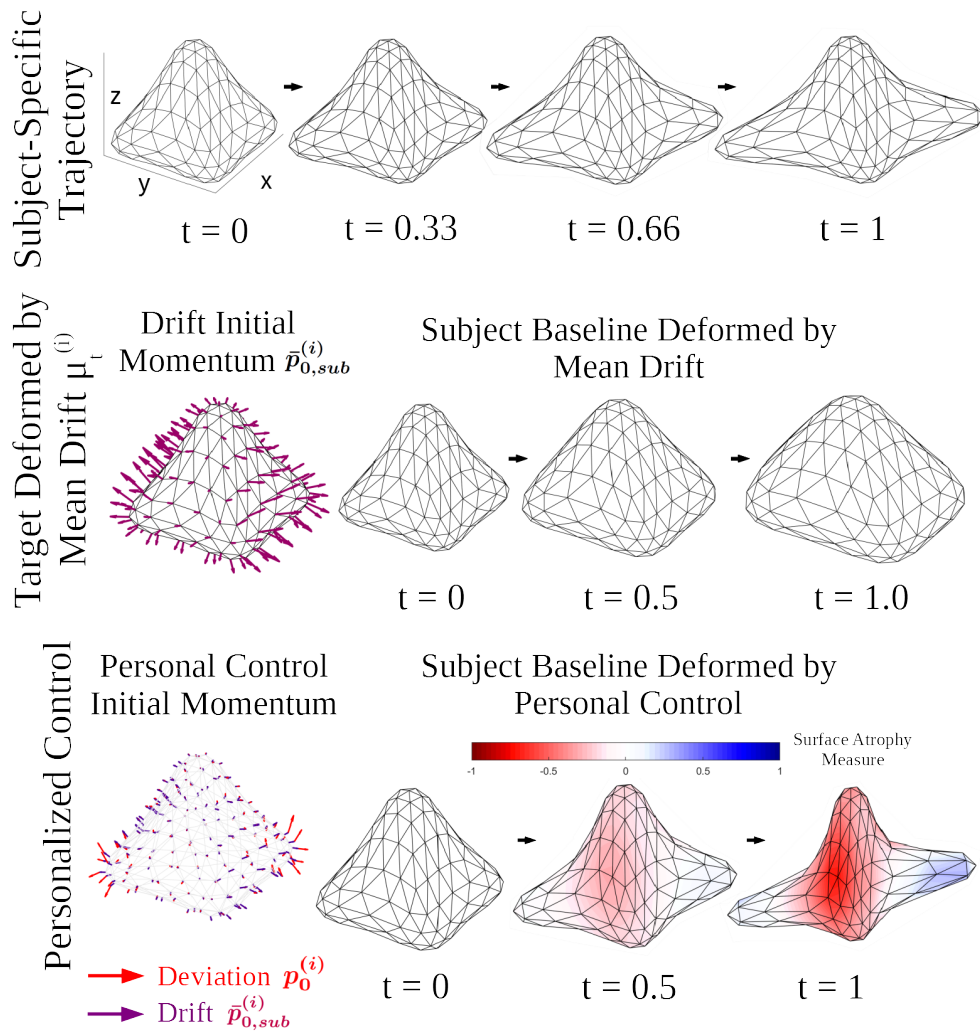 Subject-Specific
Trajectory
z
y
x
t = 0
t = 0.33
t = 0.66
t = 1
Target Deformed by
Mean Drift μ_t^(i)
Drift Initial
Momentum p̄_{0,sub}^{(i)}
Subject Baseline Deformed by
Mean Drift
t = 0
t = 0.5
t = 1.0
Personalized Control
Personal Control
Initial Momentum
Subject Baseline Deformed by
Personal Control
Surface Atrophy
Measure
-1
-0.5
0
0.5
1
Deviation p_0^{(i)}
Drift p̄_{0,sub}^{(i)}
t = 0
t = 0.5
t = 1